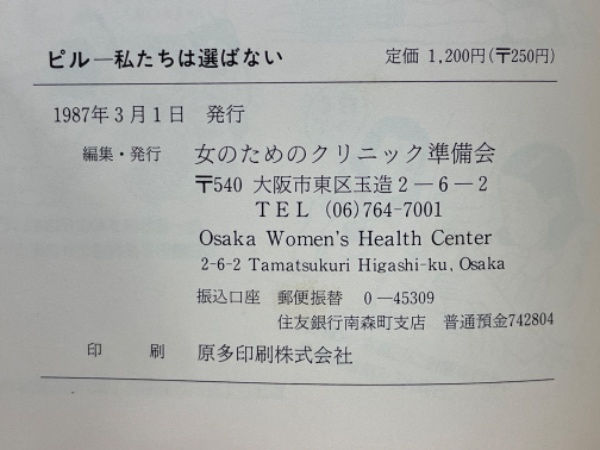 ピル―私たちは選ばない 定価 1,200円(〒250円)
1987年3月1日 発行
編集・発行 女のためのクリニック準備会
〒540 大阪市東区玉造2―6―2
TEL (06)764-7001
Osaka Women's Health Center
2-6-2 Tamatsukuri Higashi-ku, Osaka
振込口座 郵便振替 0―45309
住友銀行南森町支店 普通預金742804
印 刷 原多印刷株式会社